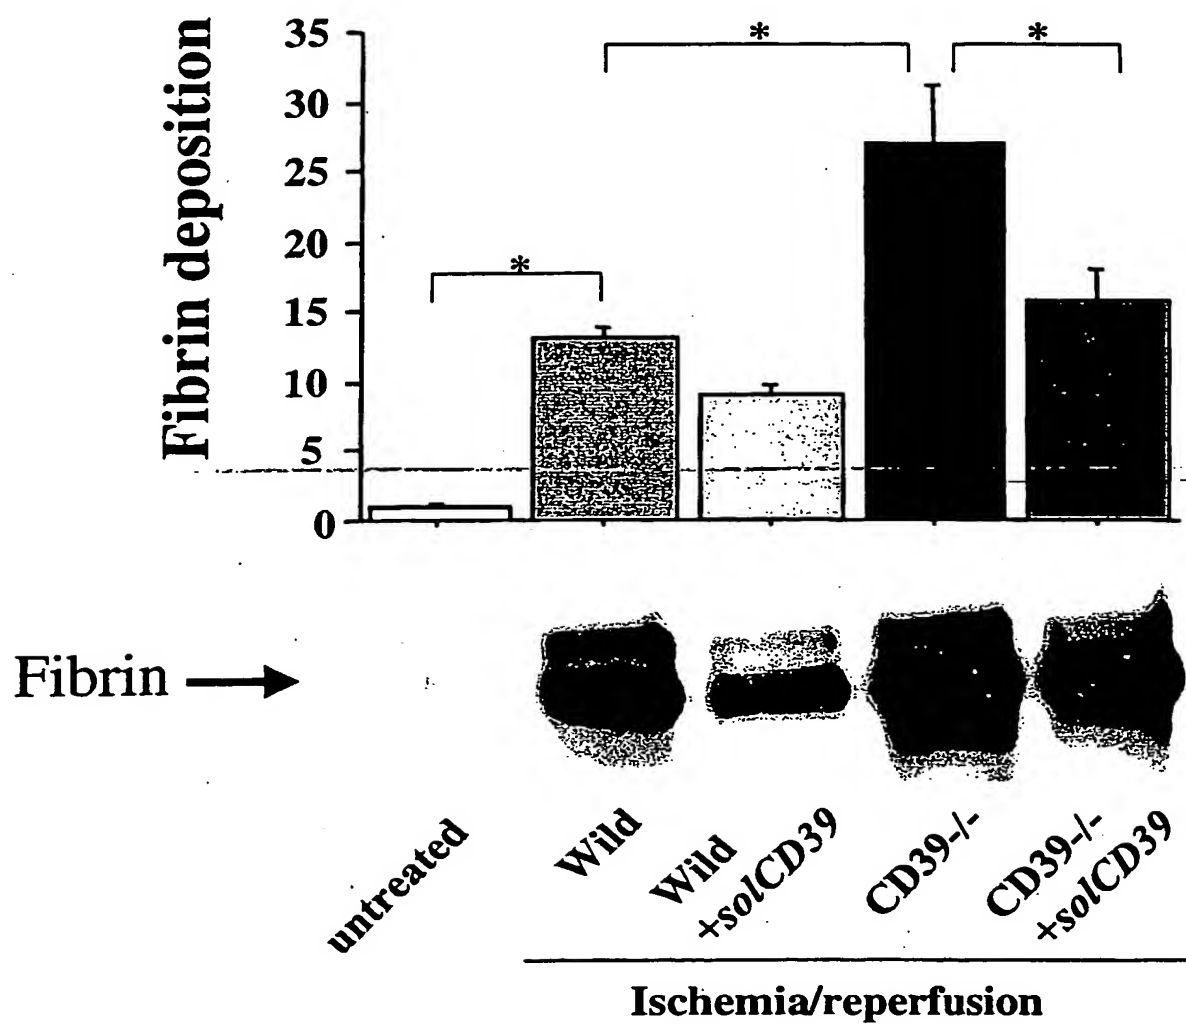 Fibrin deposition
35
30
25
20
15
10
5
0
*
*
*
Fibrin
untreated
Wild
Wild
+solCD39
CD39-/-
CD39-/-
+solCD39
Ischemia/reperfusion